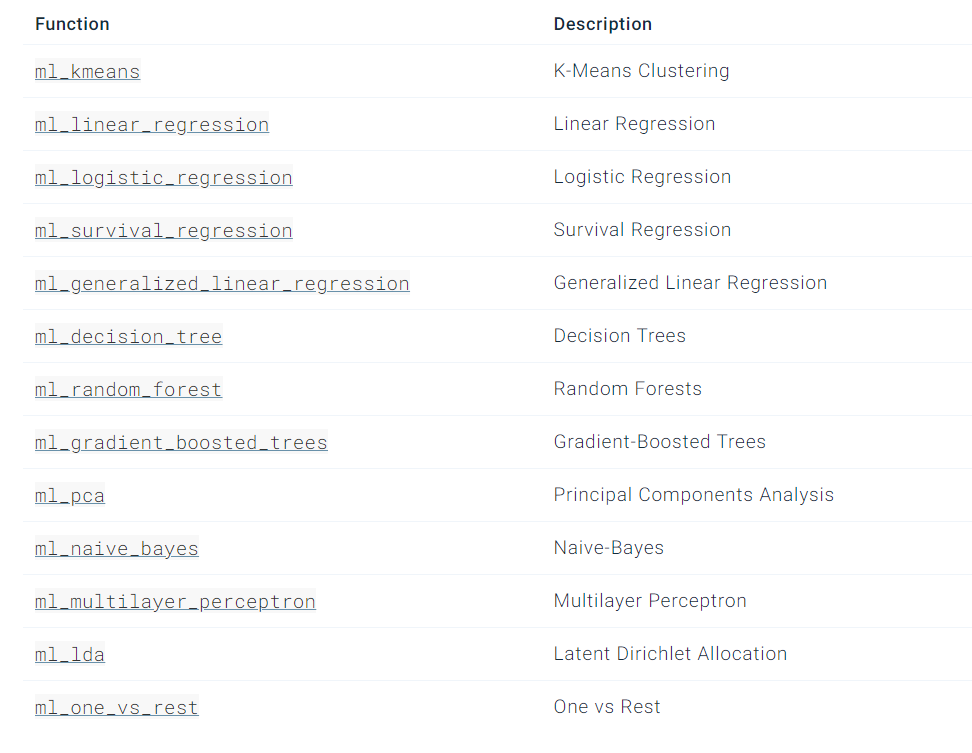 Function Description
ml_kmeans K-Means Clustering
ml_linear_regression Linear Regression
ml_logistic_regression Logistic Regression
ml_survival_regression Survival Regression
ml_generalized_linear_regression Generalized Linear Regression
ml_decision_tree Decision Trees
ml_random_forest Random Forests
ml_gradient_boosted_trees Gradient-Boosted Trees
ml_pca Principal Components Analysis
ml_naive_bayes Naive-Bayes
ml_multilayer_perceptron Multilayer Perceptron
ml_lda Latent Dirichlet Allocation
ml_one_vs_rest One vs Rest